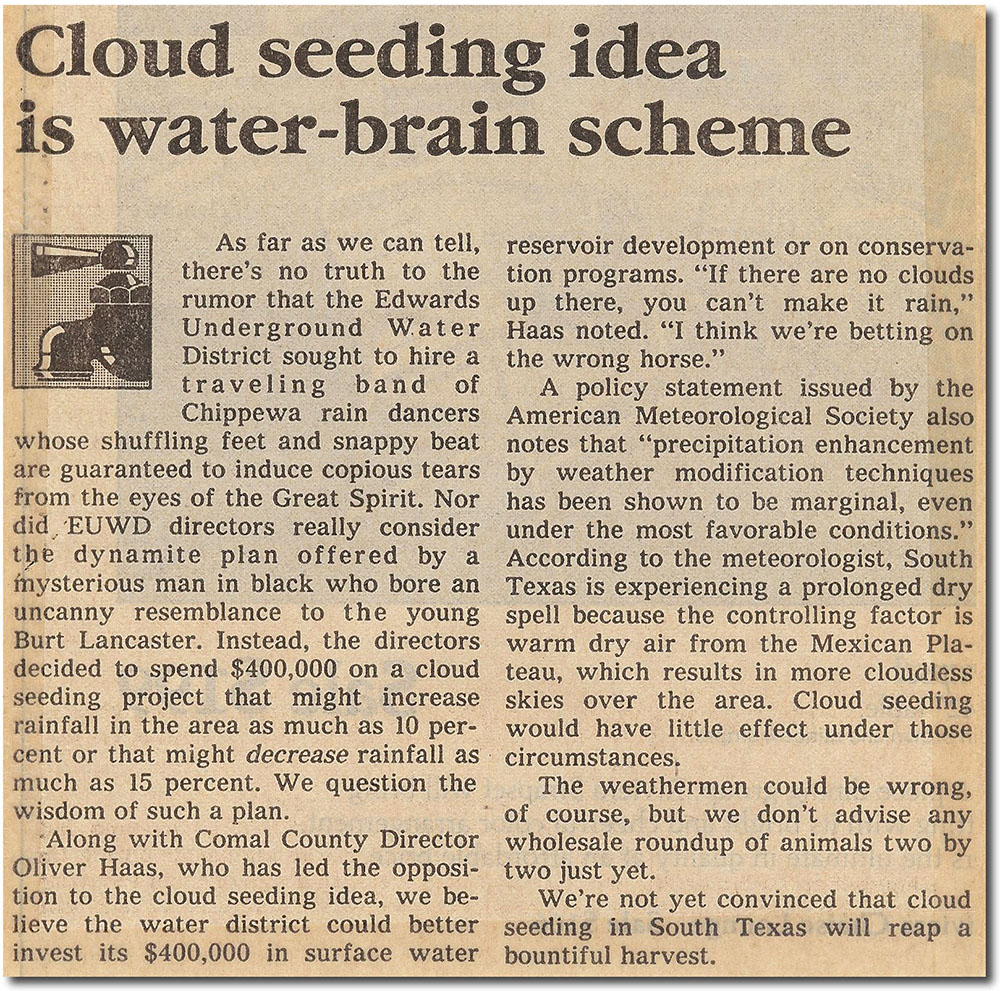 Cloud seeding idea
is water-brain scheme
As far as we can tell,
there's no truth to the
rumor that the Edwards
Underground Water
District sought to hire a
traveling band of
Chippewa rain dancers
whose shuffling feet and snappy beat
are guaranteed to induce copious tears
from the eyes of the Great Spirit. Nor
did EUWD directors really consider
the dynamite plan offered by a
mysterious man in black who bore an
uncanny resemblance to the young
Burt Lancaster. Instead, the directors
decided to spend $400,000 on a cloud
seeding project that might increase
rainfall in the area as much as 10 per-
cent or that might decrease rainfall as
much as 15 percent. We question the
wisdom of such a plan.
Along with Comal County Director
Oliver Haas, who has led the opposi-
tion to the cloud seeding idea, we be-
lieve the water district could better
invest its $400,000 in surface water
reservoir development or on conserva-
tion programs. “If there are no clouds
up there, you can't make it rain,”
Haas noted. “I think we're betting on
the wrong horse.”
A policy statement issued by the
American Meteorological Society also
notes that “precipitation enhancement
by weather modification techniques
has been shown to be marginal, even
under the most favorable conditions.”
According to the meteorologist, South
Texas is experiencing a prolonged dry
spell because the controlling factor is
warm dry air from the Mexican Pla-
teau, which results in more cloudless
skies over the area. Cloud seeding
would have little effect under those
circumstances.
The weathermen could be wrong,
of course, but we don't advise any
wholesale roundup of animals two by
two just yet.
We're not yet convinced that cloud
seeding in South Texas will reap a
bountiful harvest.